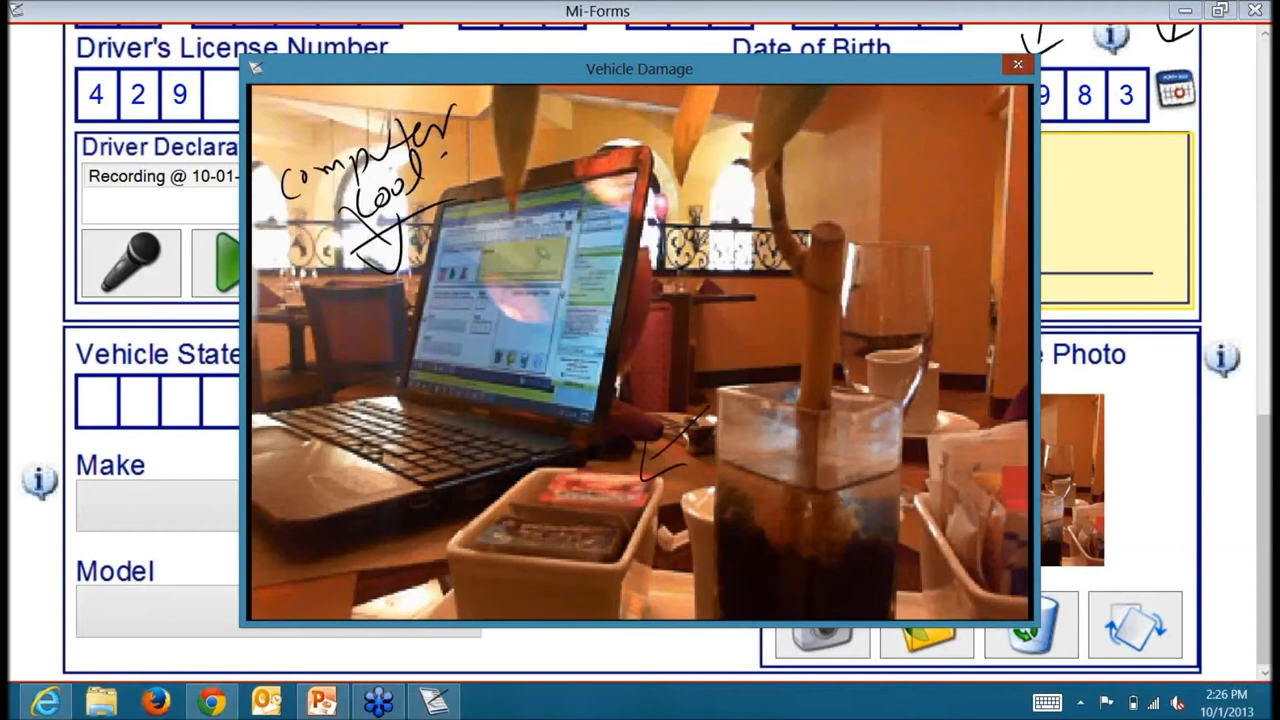 Mi-Forms
Driver's License Number
Date of Birth
4 2 9
9 8 3
Vehicle Damage
Driver Declara
Recording @ 10-01-
computer
cool
Vehicle State
Photo
Make
Model
2:26 PM
10/1/2013